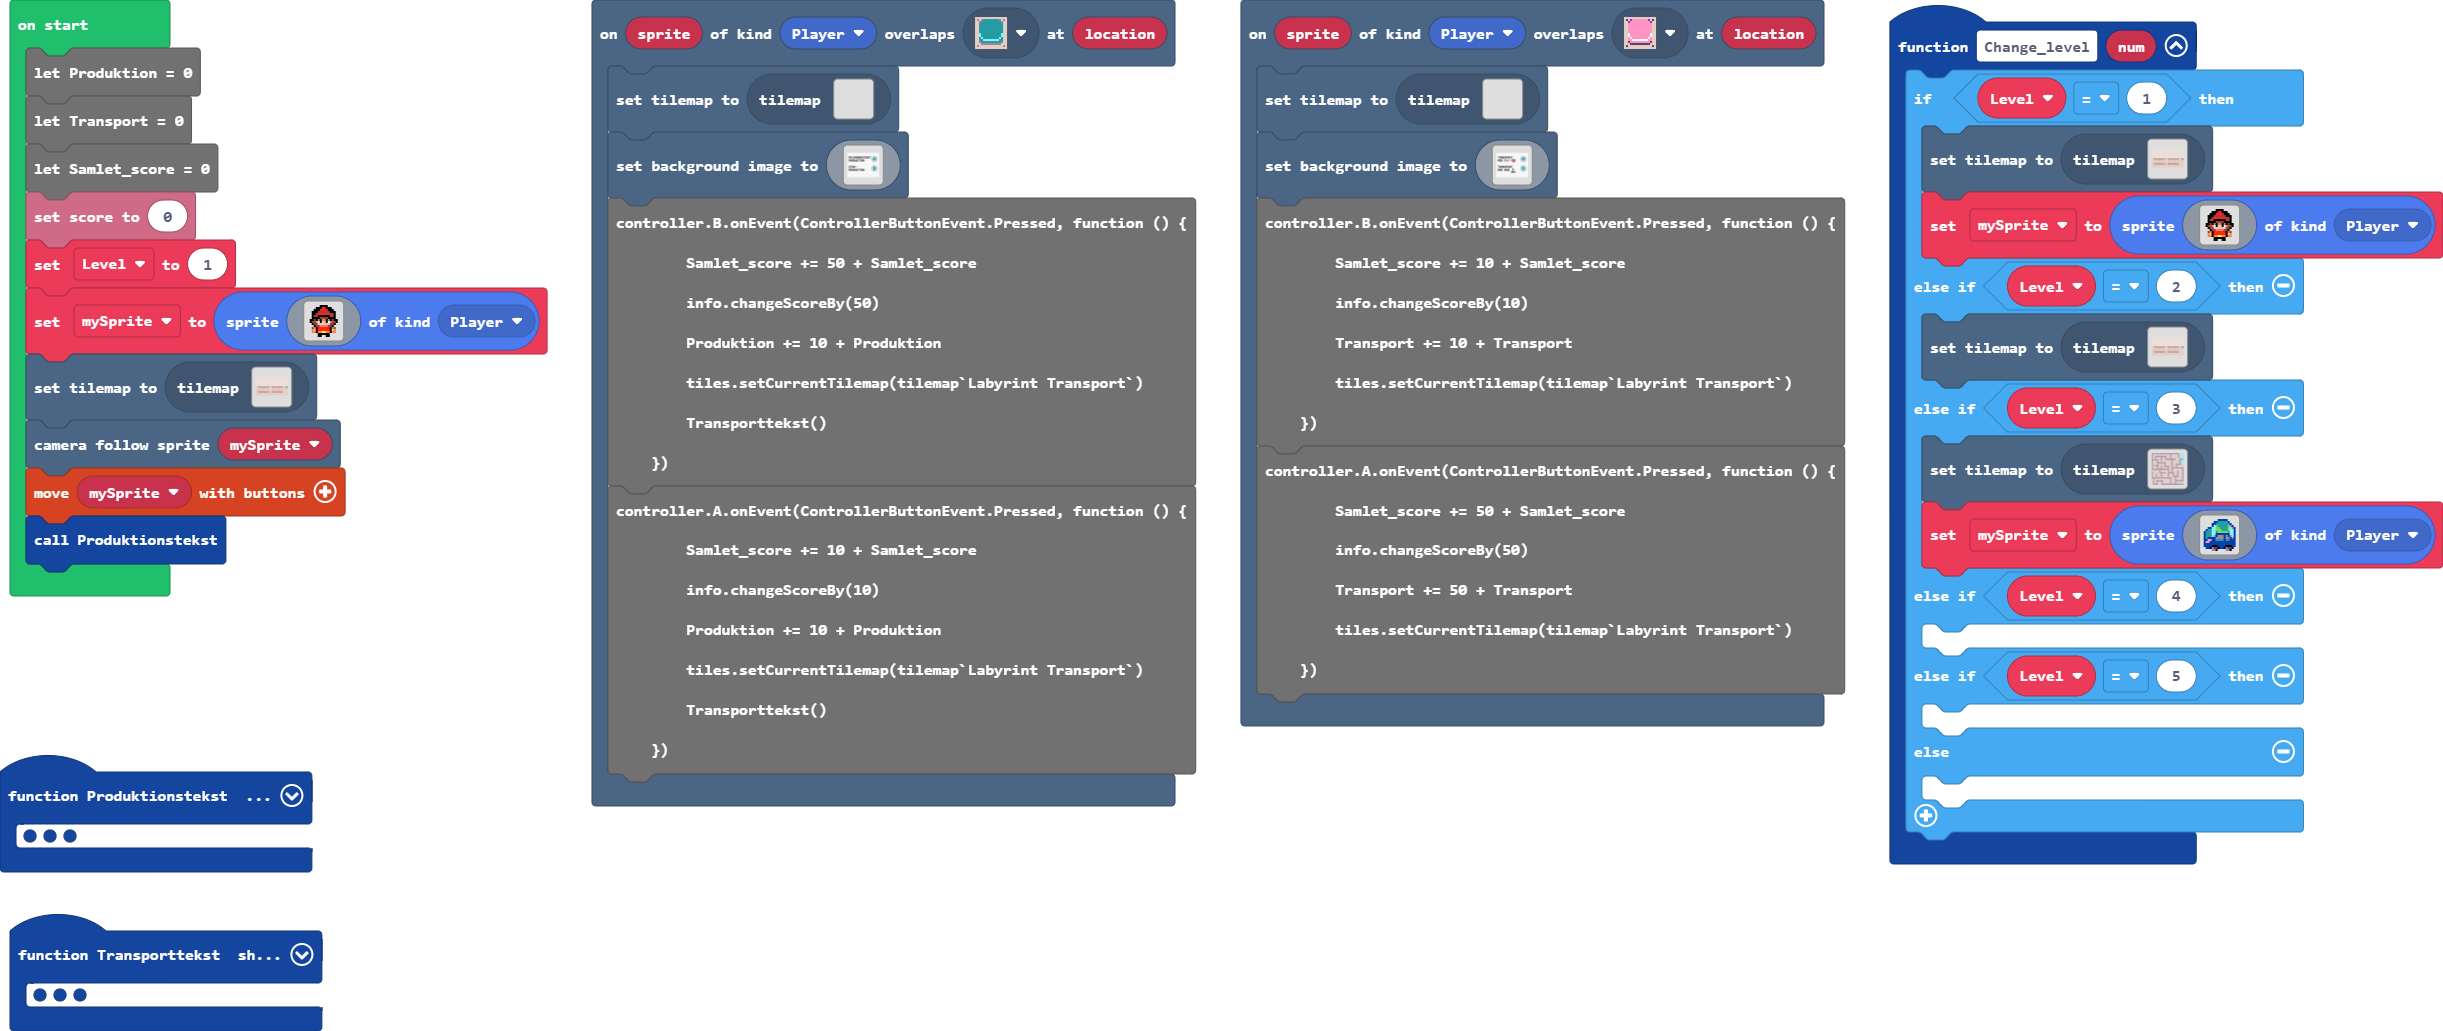 on start
let Produktion = 0
let Transport = 0
let Samlet_score = 0
set score to 0
set Level to 1
set mySprite to sprite of kind Player
set tilemap to tilemap
camera follow sprite mySprite
move mySprite with buttons
call Produktionstekst
function Produktionstekst ...
function Transporttekst sh...
on sprite of kind Player overlaps at location
set tilemap to tilemap
set background image to
controller.B.onEvent(ControllerButtonEvent.Pressed, function () {
Samlet_score += 50 + Samlet_score
info.changeScoreBy(50)
Produktion += 10 + Produktion
tiles.setCurrentTilemap(tilemap`Labyrint Transport`)
Transporttekst()
})
controller.A.onEvent(ControllerButtonEvent.Pressed, function () {
Samlet_score += 10 + Samlet_score
info.changeScoreBy(10)
Produktion += 10 + Produktion
tiles.setCurrentTilemap(tilemap`Labyrint Transport`)
Transporttekst()
})
on sprite of kind Player overlaps at location
set tilemap to tilemap
set background image to
controller.B.onEvent(ControllerButtonEvent.Pressed, function () {
Samlet_score += 10 + Samlet_score
info.changeScoreBy(10)
Transport += 10 + Transport
tiles.setCurrentTilemap(tilemap`Labyrint Transport`)
})
controller.A.onEvent(ControllerButtonEvent.Pressed, function () {
Samlet_score += 50 + Samlet_score
info.changeScoreBy(50)
Transport += 50 + Transport
tiles.setCurrentTilemap(tilemap`Labyrint Transport`)
})
function Change_level num
if Level = 1 then
set tilemap to tilemap
set mySprite to sprite of kind Player
else if Level = 2 then
set tilemap to tilemap
else if Level = 3 then
set tilemap to tilemap
set mySprite to sprite of kind Player
else if Level = 4 then
else if Level = 5 then
else